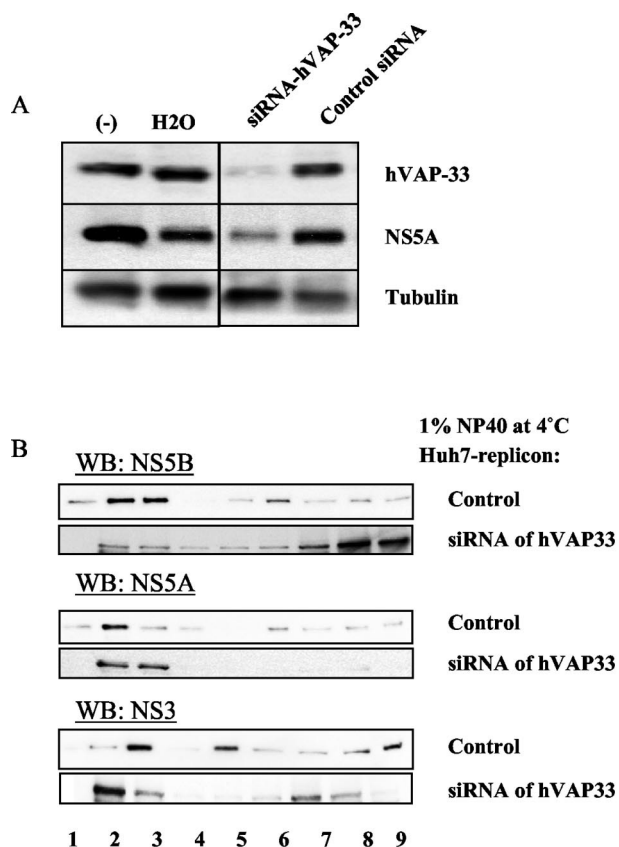 A
(-)
H2O
siRNA-hVAP-33
Control siRNA
hVAP-33
NS5A
Tubulin
B
1% NP40 at 4°C
Huh7-replicon:
WB: NS5B
Control
siRNA of hVAP33
WB: NS5A
Control
siRNA of hVAP33
WB: NS3
Control
siRNA of hVAP33
1 2 3 4 5 6 7 8 9